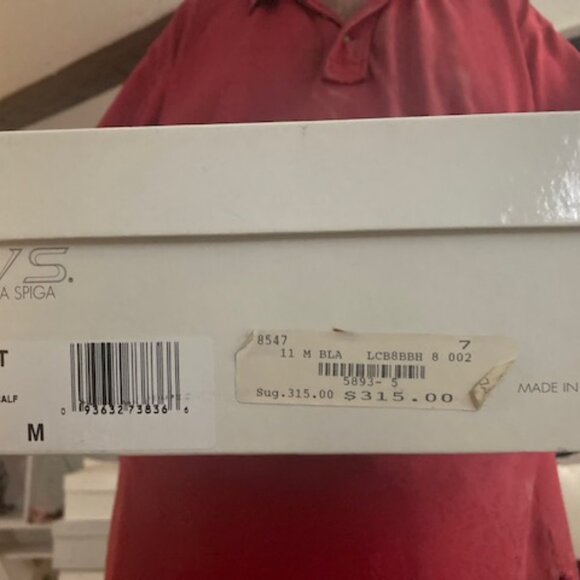 VS.
A SPIGA
T
CALF
0 93632 73836 6
M
8547 7
11 M BLA LCB8BBH 8 002
5893- 5
Sug.315.00 $315.00
MADE IN